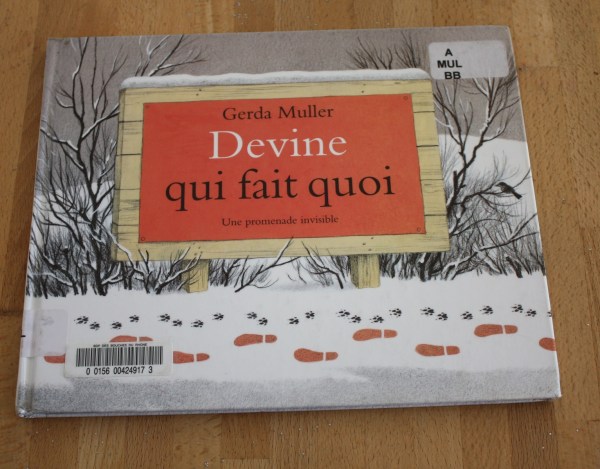 A
MUL
BB
Gerda Muller
Devine
qui fait quoi
Une promenade invisible
0 0156 00424917 3